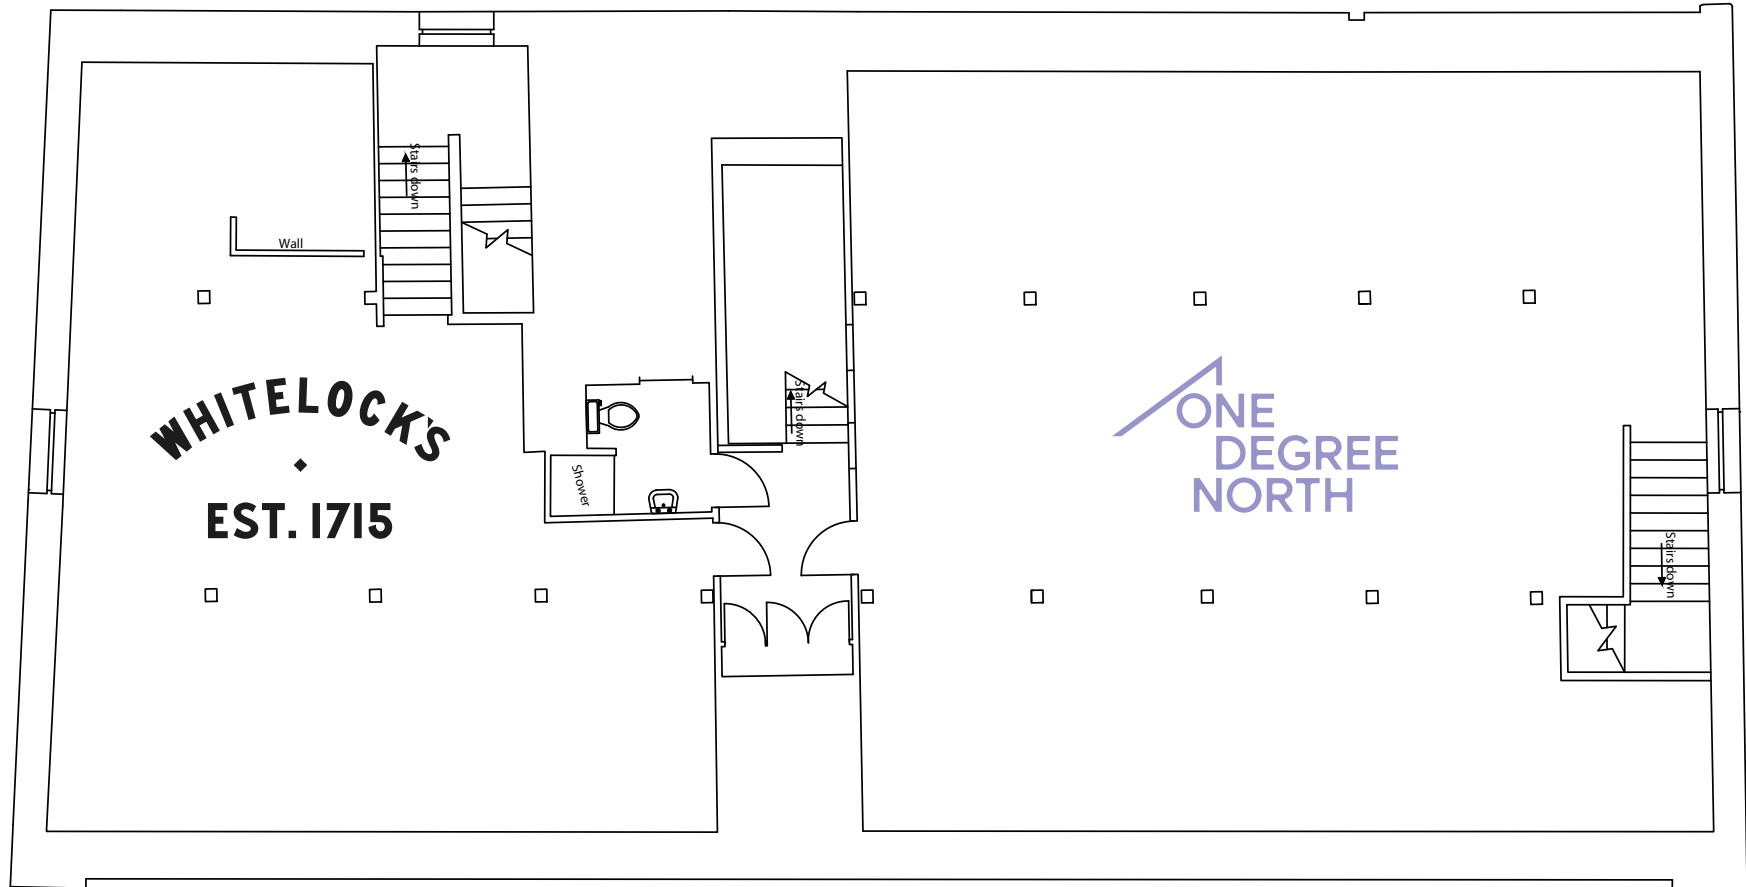 Stairs down
Wall
WHITELOCK'S
EST. 1715
Stairs down
Shower
ONE
DEGREE
NORTH
Stairs down